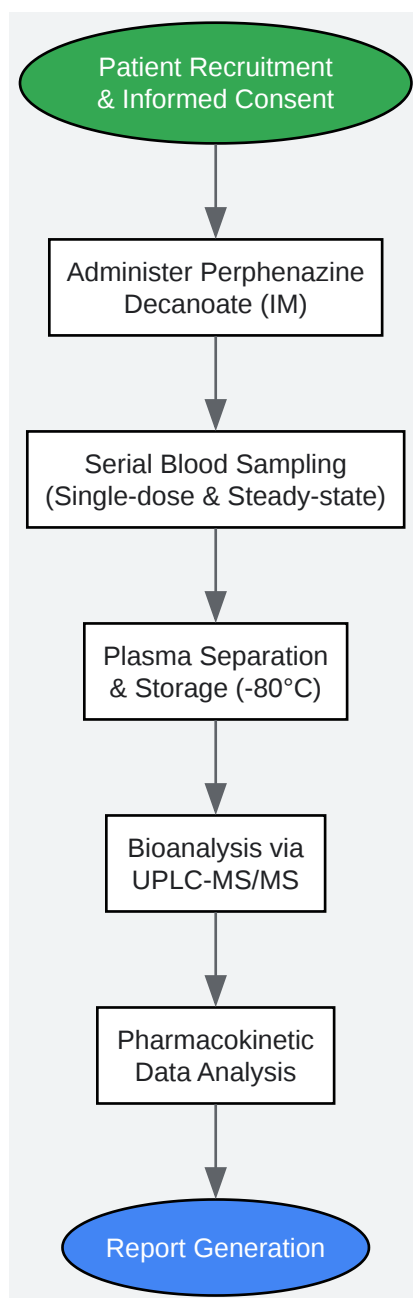 Patient Recruitment
& Informed Consent
Administer Perphenazine
Decanoate (IM)
Serial Blood Sampling
(Single-dose & Steady-state)
Plasma Separation
& Storage (-80°C)
Bioanalysis via
UPLC-MS/MS
Pharmacokinetic
Data Analysis
Report Generation